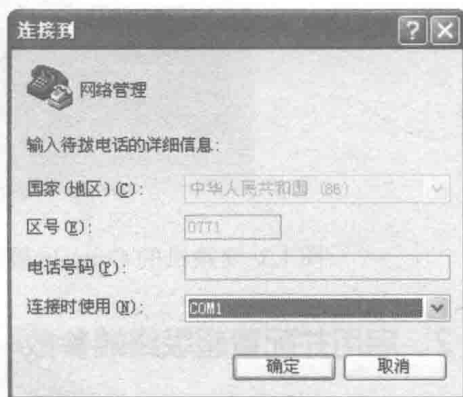 连接到
网络管理
输入待拨电话的详细信息：
国家(地区)(C)： 中华人民共和国 (86)
区号(E)： 0771
电话号码(P)：
连接时使用(N)： COM1
确定 取消